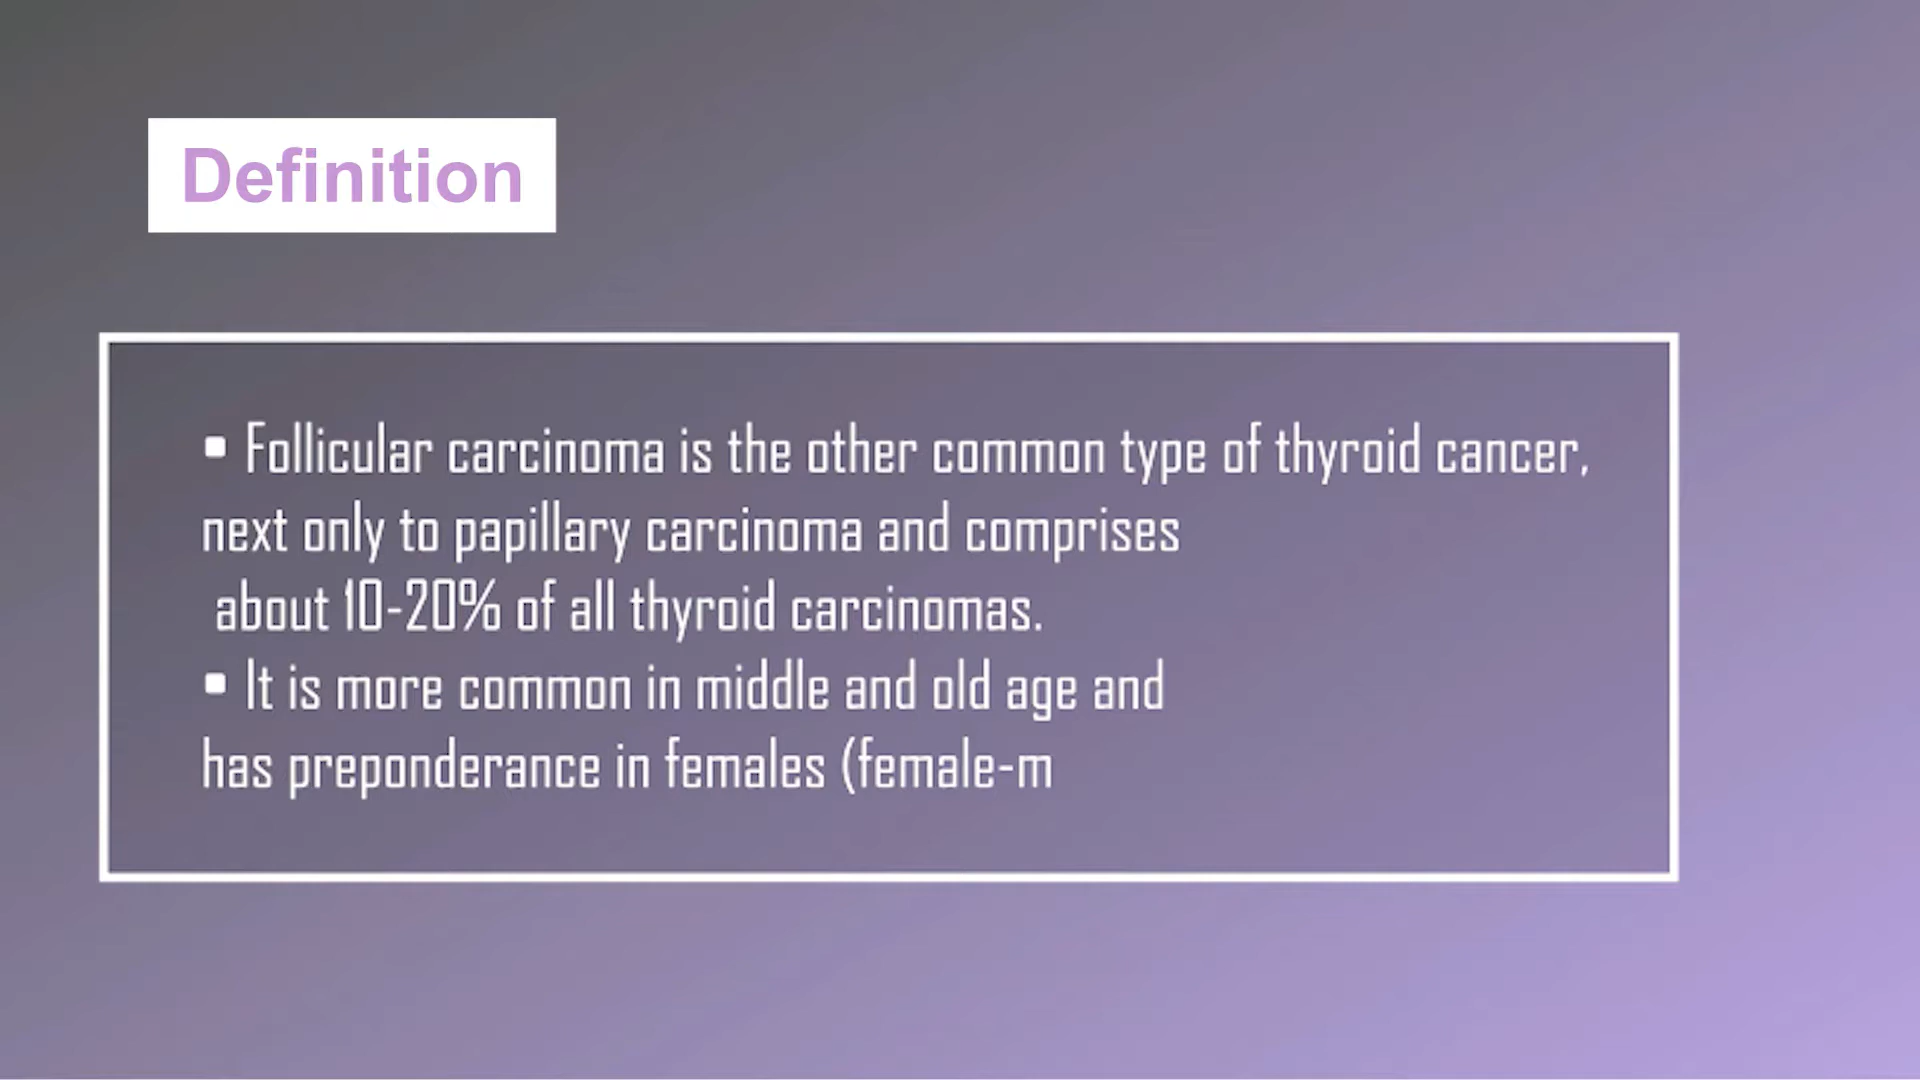 Definition
▪ Follicular carcinoma is the other common type of thyroid cancer,
next only to papillary carcinoma and comprises
about 10-20% of all thyroid carcinomas.
▪ It is more common in middle and old age and
has preponderance in females (female-m